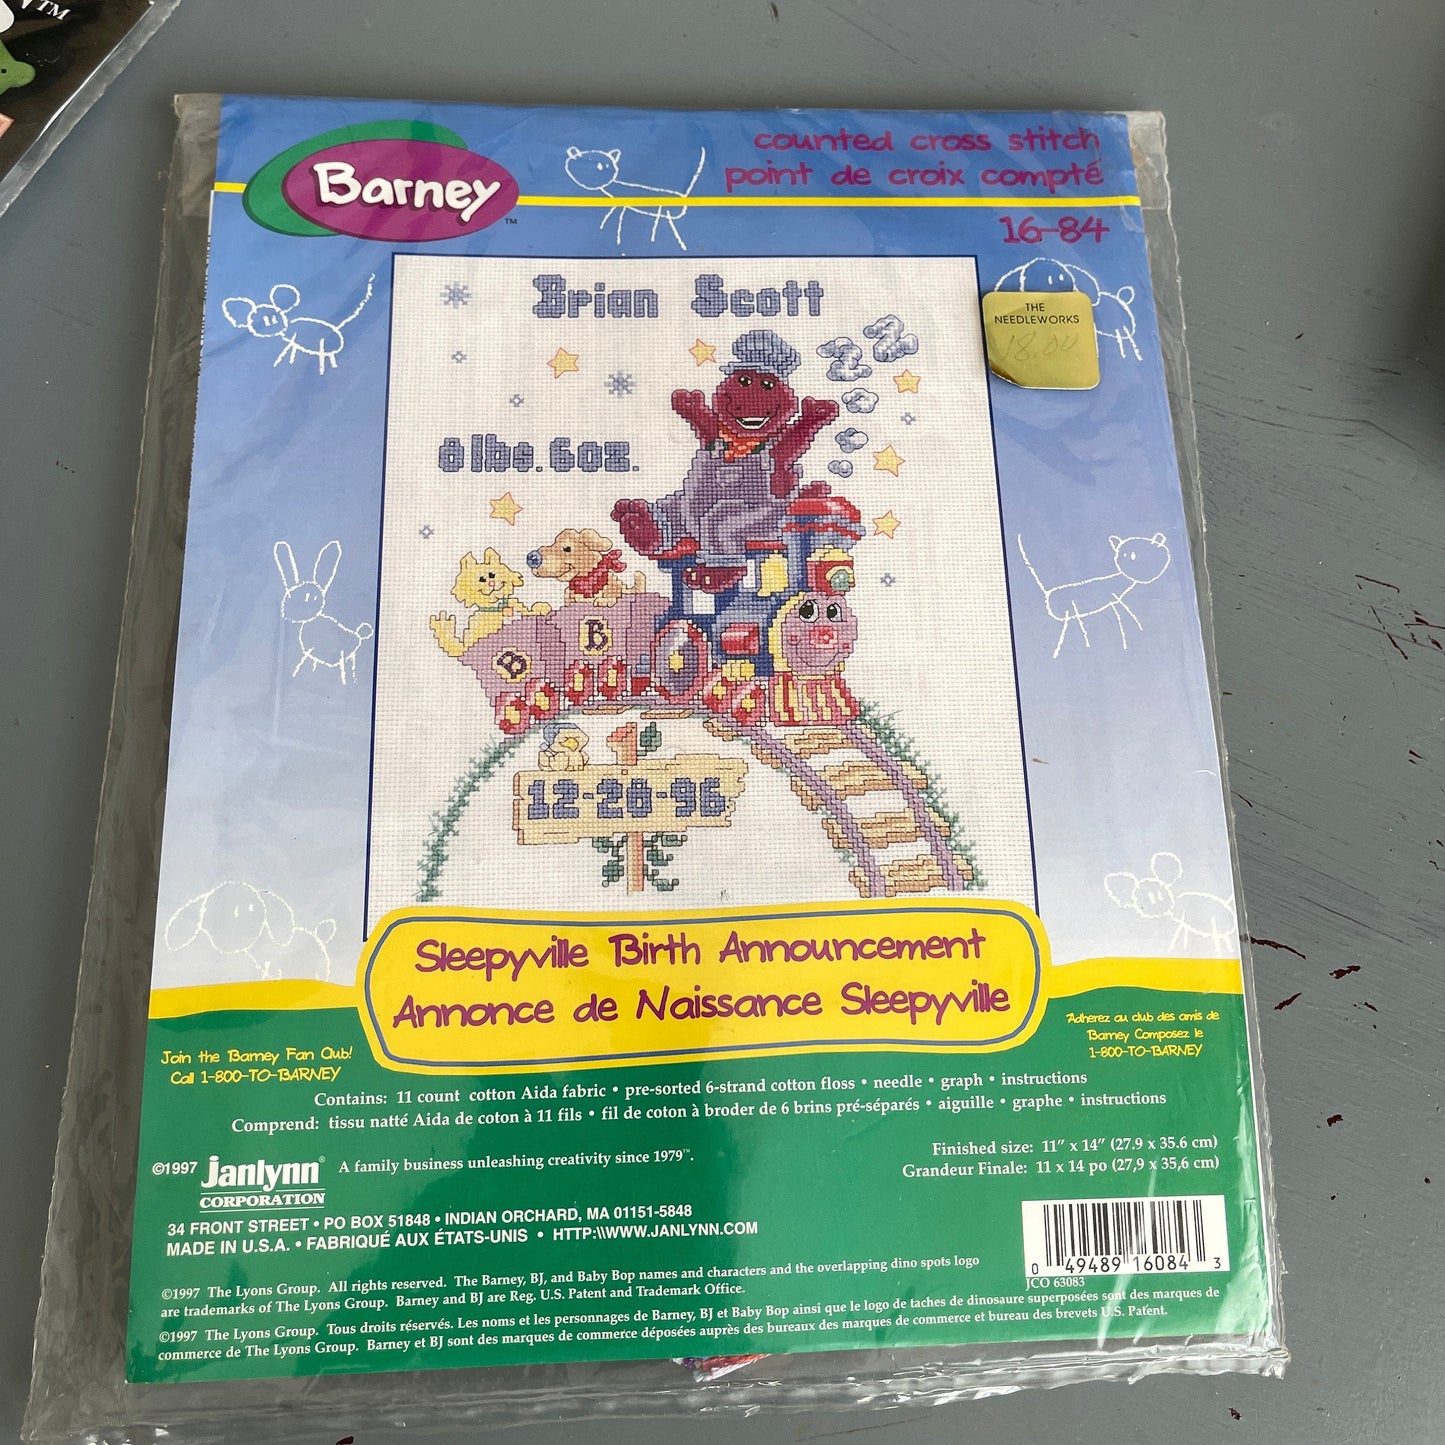 TM
Barney™
counted cross stitch
point de croix compté
16-84
THE
NEEDLEWORKS
18.00
Brian Scott
8 lbs. 6oz.
B
B
12-28-96
Sleepyville Birth Announcement
Annonce de Naissance Sleepyville
Join the Barney Fan Club!
Call 1-800-TO-BARNEY
Adherez au club des amis de
Barney Composez le
1-800-TO-BARNEY
Contains: 11 count cotton Aida fabric • pre-sorted 6-strand cotton floss • needle • graph • instructions
Comprend: tissu natté Aida de coton à 11 fils • fil de coton à broder de 6 brins pré-séparés • aiguille • graphe • instructions
Finished size: 11" x 14" (27.9 x 35.6 cm)
Grandeur Finale: 11 x 14 po (27,9 x 35,6 cm)
©1997 Janlynn® A family business unleashing creativity since 1979™.
CORPORATION
34 FRONT STREET • PO BOX 51848 • INDIAN ORCHARD, MA 01151-5848
MADE IN U.S.A. • FABRIQUÉ AUX ÉTATS-UNIS • HTTP:\\WWW.JANLYNN.COM
0 49489 16084 3
JCO 63083
©1997 The Lyons Group. All rights reserved. The Barney, BJ, and Baby Bop names and characters and the overlapping dino spots logo
are trademarks of The Lyons Group. Barney and BJ are Reg. U.S. Patent and Trademark Office.
©1997 The Lyons Group. Tous droits réservés. Les noms et les personnages de Barney, BJ et Baby Bop ainsi que le logo de taches de dinosaure superposées sont des marques de
commerce de The Lyons Group. Barney et BJ sont des marques de commerce déposées auprès des bureaux des marques de commerce et bureau des brevets U.S. Patent.